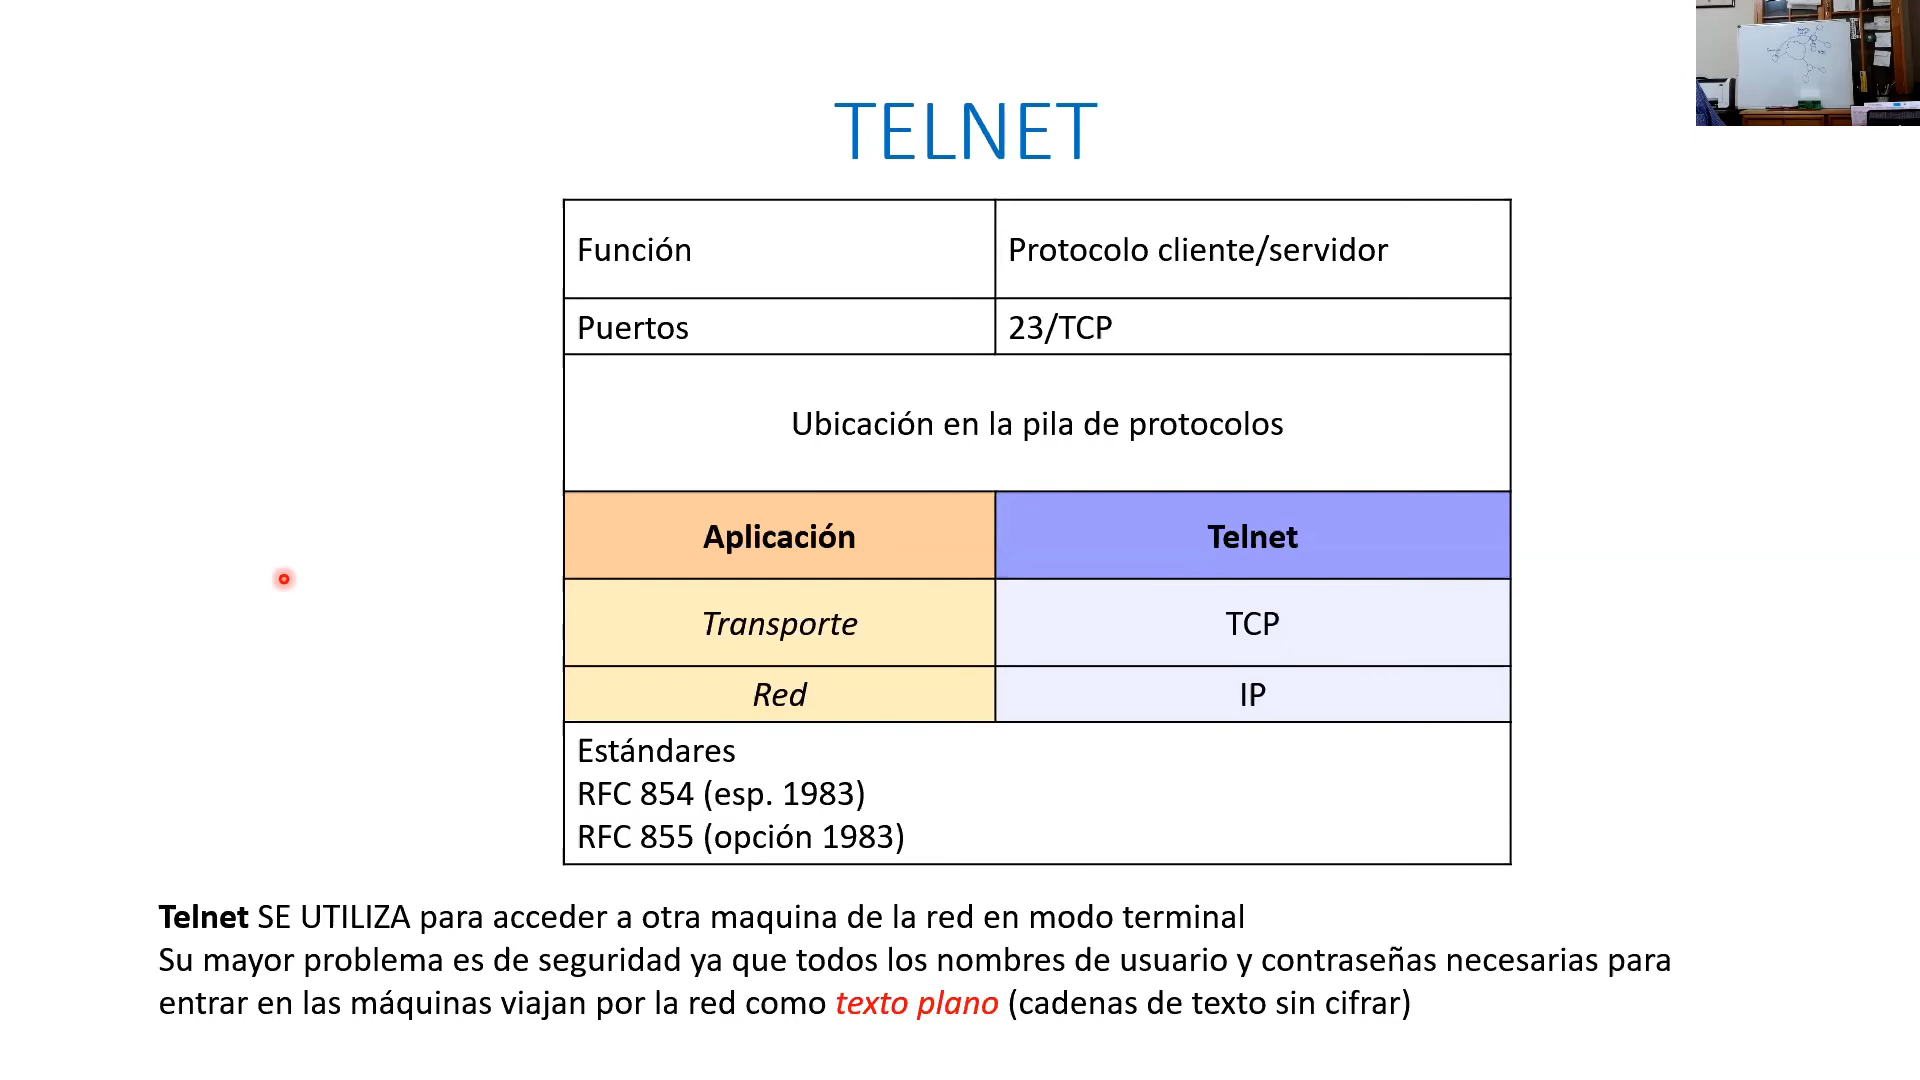 TELNET
Función Protocolo cliente/servidor
Puertos 23/TCP
Ubicación en la pila de protocolos
Aplicación Telnet
Transporte TCP
Red IP
Estándares
RFC 854 (esp. 1983)
RFC 855 (opción 1983)
Telnet SE UTILIZA para acceder a otra maquina de la red en modo terminal
Su mayor problema es de seguridad ya que todos los nombres de usuario y contraseñas necesarias para
entrar en las máquinas viajan por la red como texto plano (cadenas de texto sin cifrar)